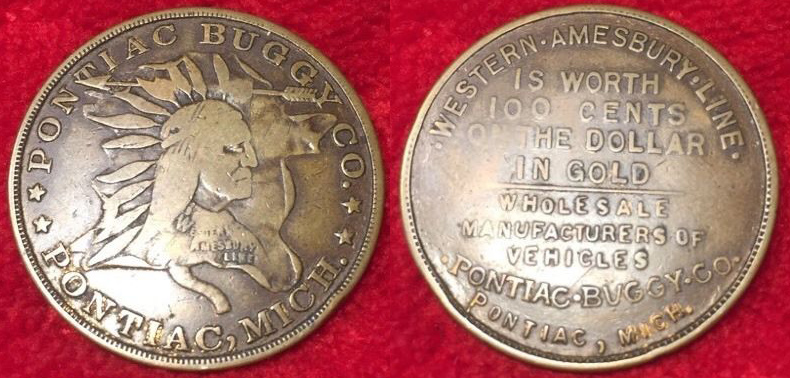 PONTIAC BUGGY CO.
WESTERN
AMESBURY
LINE
PONTIAC, MICH.
·WESTERN·AMESBURY·LINE·
IS WORTH
100 CENTS
ON THE DOLLAR
IN GOLD
WHOLESALE
MANUFACTURERS OF
VEHICLES
·PONTIAC·BUGGY·CO.
PONTIAC, MICH.